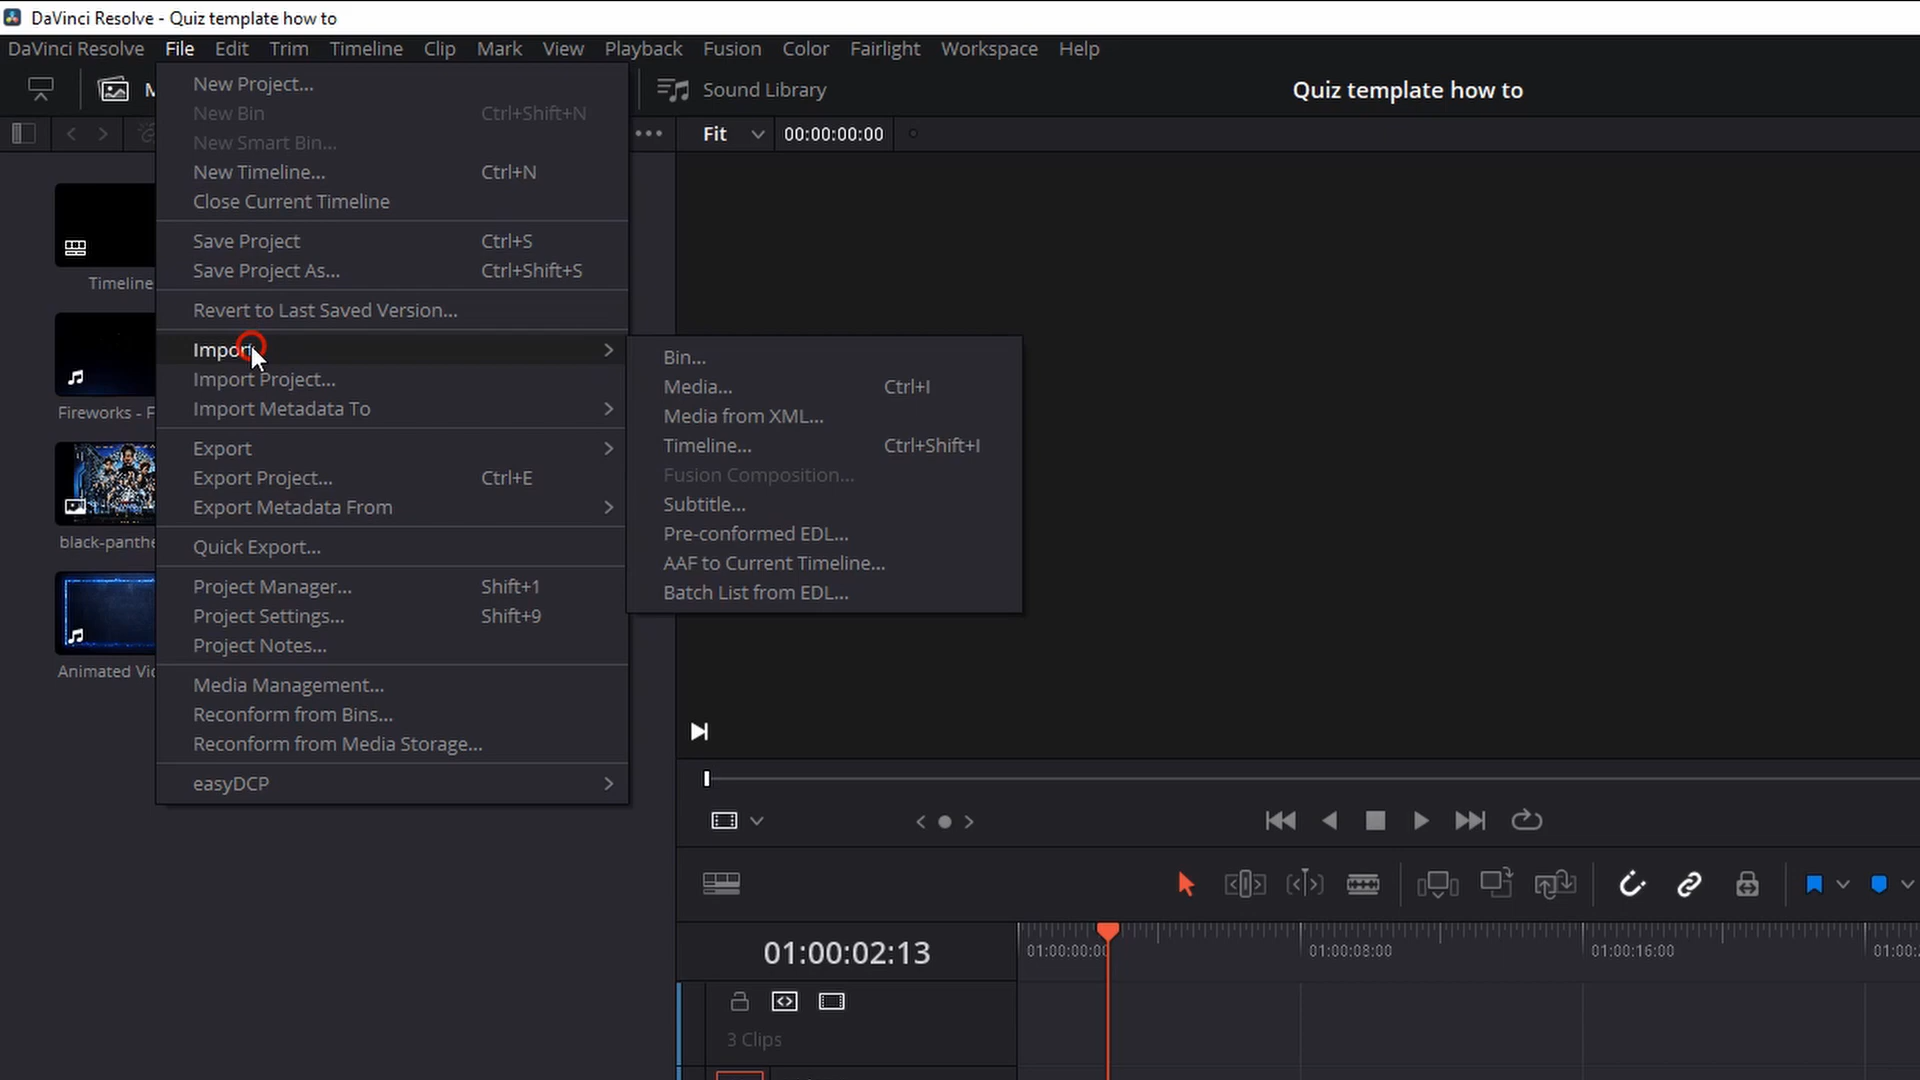 DaVinci Resolve - Quiz template how to
DaVinci Resolve File Edit Trim Timeline Clip Mark View Playback Fusion Color Fairlight Workspace Help
M
Sound Library
Quiz template how to
Fit 00:00:00:00
New Project...
New Bin Ctrl+Shift+N
New Smart Bin...
New Timeline... Ctrl+N
Close Current Timeline
Save Project Ctrl+S
Save Project As... Ctrl+Shift+S
Revert to Last Saved Version...
Import
Import Project...
Import Metadata To
Export
Export Project... Ctrl+E
Export Metadata From
Quick Export...
Project Manager... Shift+1
Project Settings... Shift+9
Project Notes...
Media Management...
Reconform from Bins...
Reconform from Media Storage...
easyDCP
Bin...
Media... Ctrl+I
Media from XML...
Timeline... Ctrl+Shift+I
Fusion Composition...
Subtitle...
Pre-conformed EDL...
AAF to Current Timeline...
Batch List from EDL...
Timeline
Fireworks - F
black-panthe
Animated Vic
01:00:02:13
01:00:00:00 01:00:08:00 01:00:16:00 01:00:
3 Clips